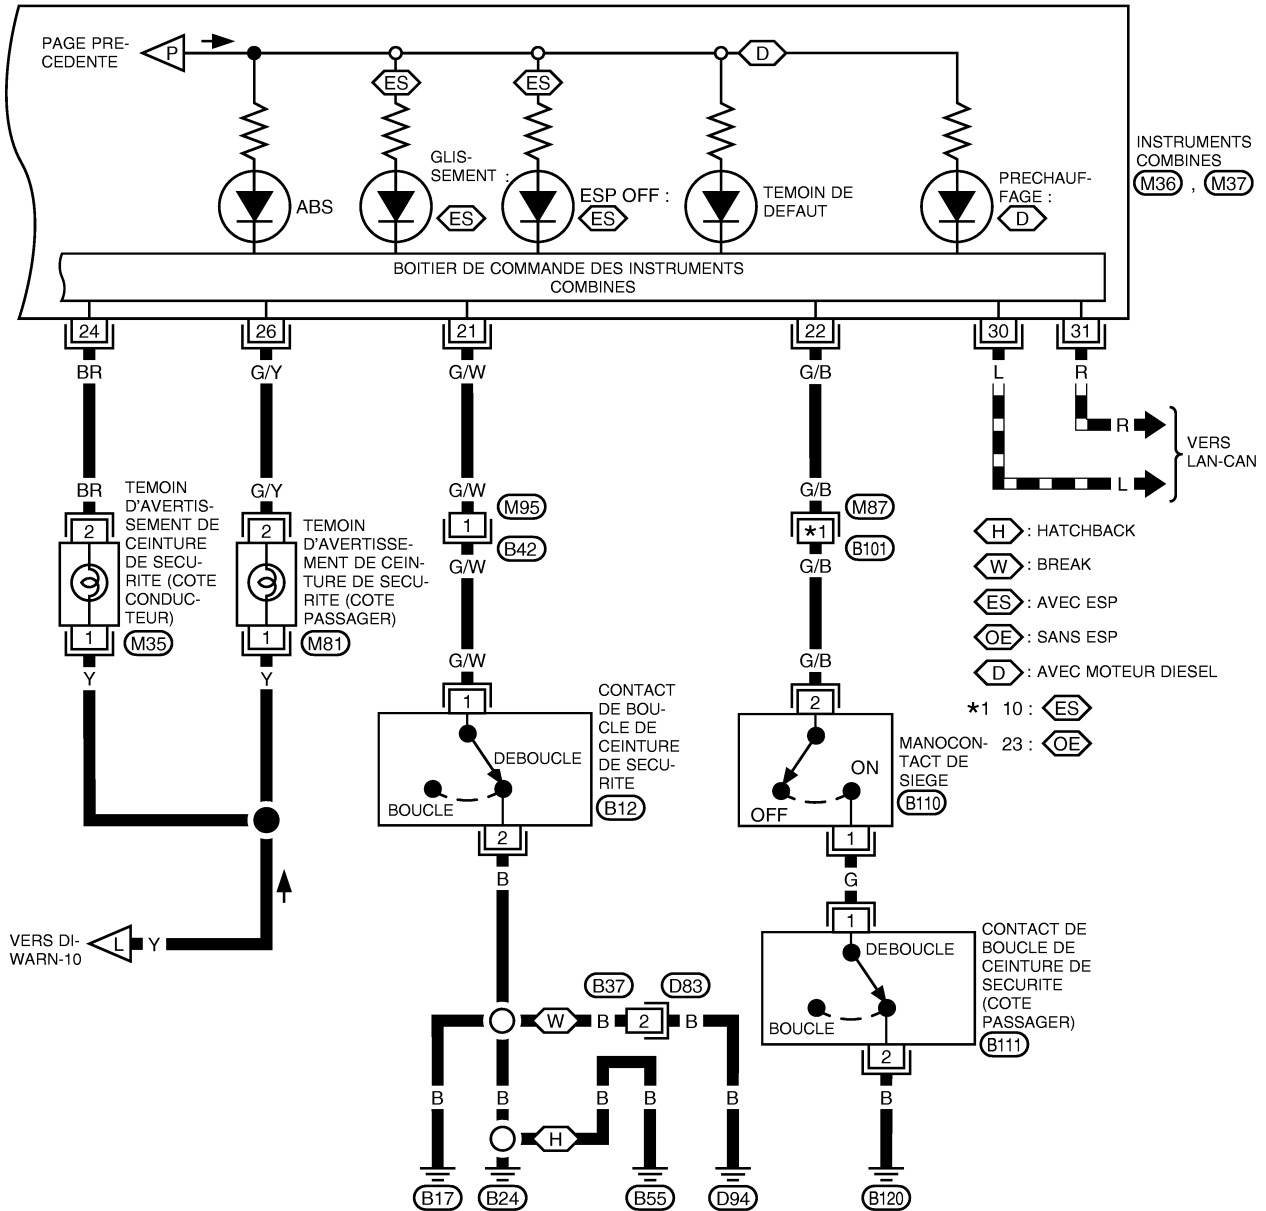 PAGE PRE-
CEDENTE
P
D
ES
ES
ABS
GLIS-
SEMENT :
ES
ESP OFF :
ES
TEMOIN DE
DEFAUT
PRECHAUF-
FAGE :
D
INSTRUMENTS
COMBINES
M36 , M37
BOITIER DE COMMANDE DES INSTRUMENTS
COMBINES
24
26
21
22
30
31
BR
G/Y
G/W
G/B
L
R
R
L
VERS
LAN-CAN
BR
G/Y
G/W
G/B
M95
B42
M87
B101
2
2
1
*1
TEMOIN
D'AVERTIS-
SEMENT DE
CEINTURE
DE SECU-
RITE (COTE
CONDUC-
TEUR)
M35
TEMOIN
D'AVERTISSE-
MENT DE CEIN-
TURE DE SECU-
RITE (COTE
PASSAGER)
M81
G/W
G/B
1
1
Y
Y
G/W
G/B
H : HATCHBACK
W : BREAK
ES : AVEC ESP
OE : SANS ESP
D : AVEC MOTEUR DIESEL
*1 10 : ES
23 : OE
1
2
DEBOUCLE
BOUCLE
CONTACT
DE BOU-
CLE DE
CEINTURE
DE SECU-
RITE
B12
ON
OFF
MANOCON-
TACT DE
SIEGE
B110
2
1
B
G
1
VERS DI-
WARN-10
L
Y
DEBOUCLE
BOUCLE
CONTACT DE
BOUCLE DE
CEINTURE DE
SECURITE
(COTE
PASSAGER)
B111
B37
D83
W
B
2
B
2
B
B
B
B
B
B
H
B17
B24
B55
D94
B120